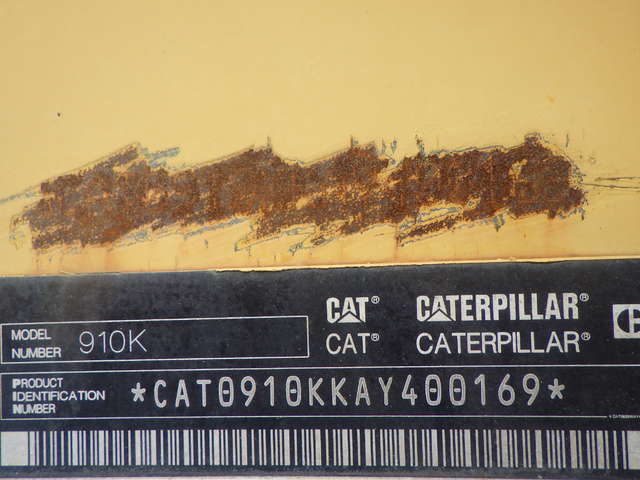 CAT® CATERPILLAR®
MODEL NUMBER 910K
CAT® CATERPILLAR®
PRODUCT IDENTIFICATION NUMBER *CAT0910KKAY400169*